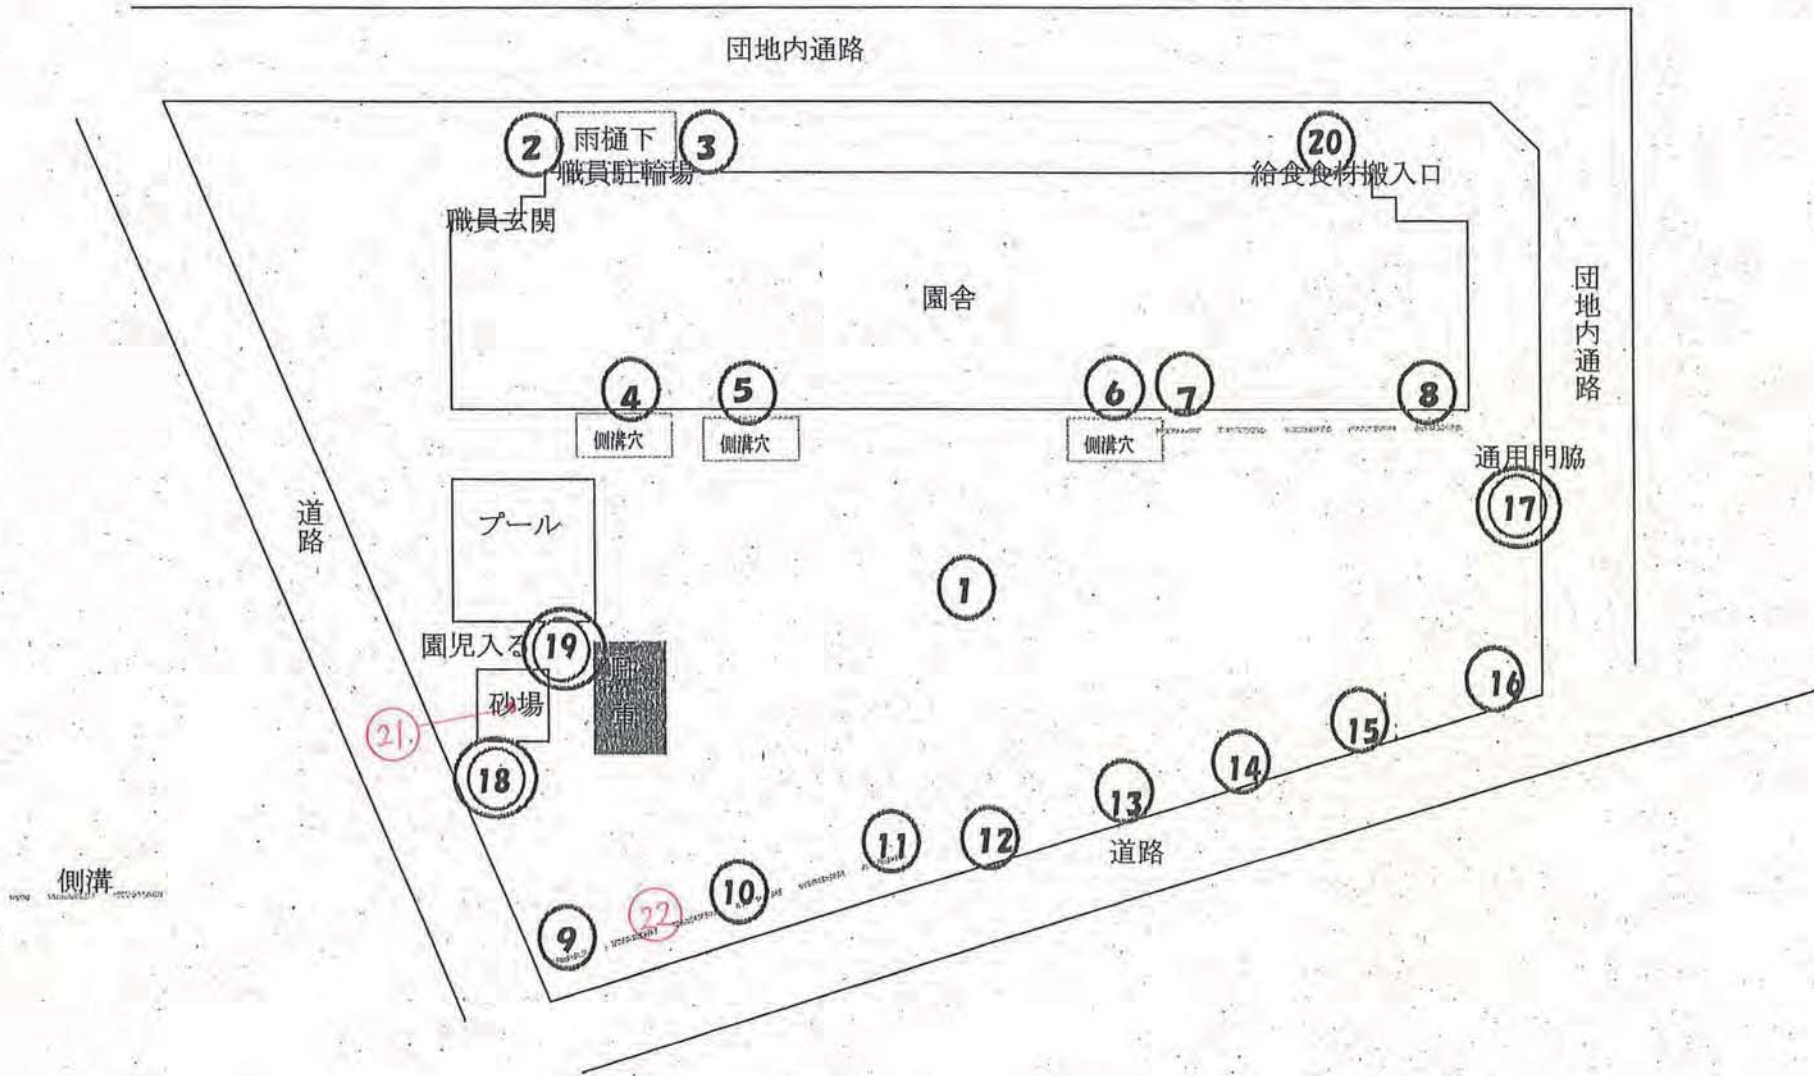 団地内通路
2
雨樋下
3
20
職員駐輪場
給食食材搬入口
職員玄関
園舎
団地内通路
4
5
6
7
8
側溝穴
側溝穴
側溝穴
通用門脇
17
道路
プール
1
園児入る
19
砂場
21.
18
16
15
14
13
12
11
道路
10
22
9
側溝